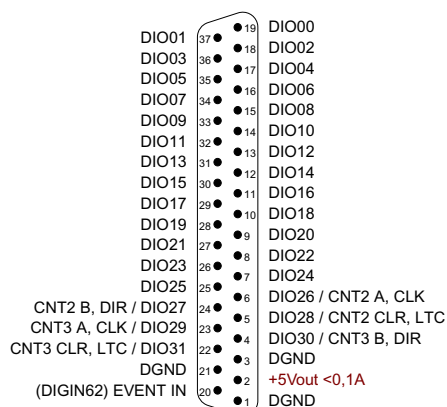 19 DIO00
DIO01 37
18 DIO02
DIO03 36
17 DIO04
DIO05 35
16 DIO06
DIO07 34
15 DIO08
DIO09 33
14 DIO10
DIO11 32
13 DIO12
DIO13 31
12 DIO14
DIO15 30
11 DIO16
DIO17 29
10 DIO18
DIO19 28
9 DIO20
DIO21 27
8 DIO22
DIO23 26
7 DIO24
DIO25 25
6 DIO26 / CNT2 A, CLK
CNT2 B, DIR / DIO27 24
5 DIO28 / CNT2 CLR, LTC
CNT3 A, CLK / DIO29 23
4 DIO30 / CNT3 B, DIR
CNT3 CLR, LTC / DIO31 22
3 DGND
DGND 21
2 +5Vout <0,1A
(DIGIN62) EVENT IN 20
1 DGND